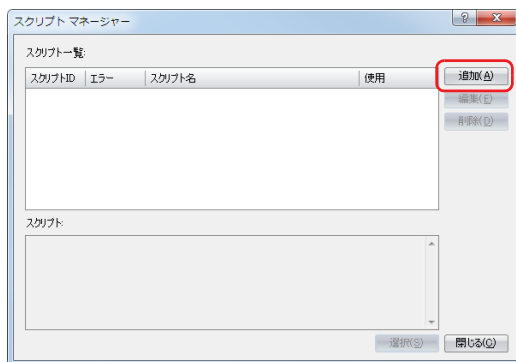 スクリプト マネージャー
スクリプト一覧:
スクリプトID エラー スクリプト名 使用 追加(A)
編集(E)
削除(D)
スクリプト:
選択(S) 閉じる(C)